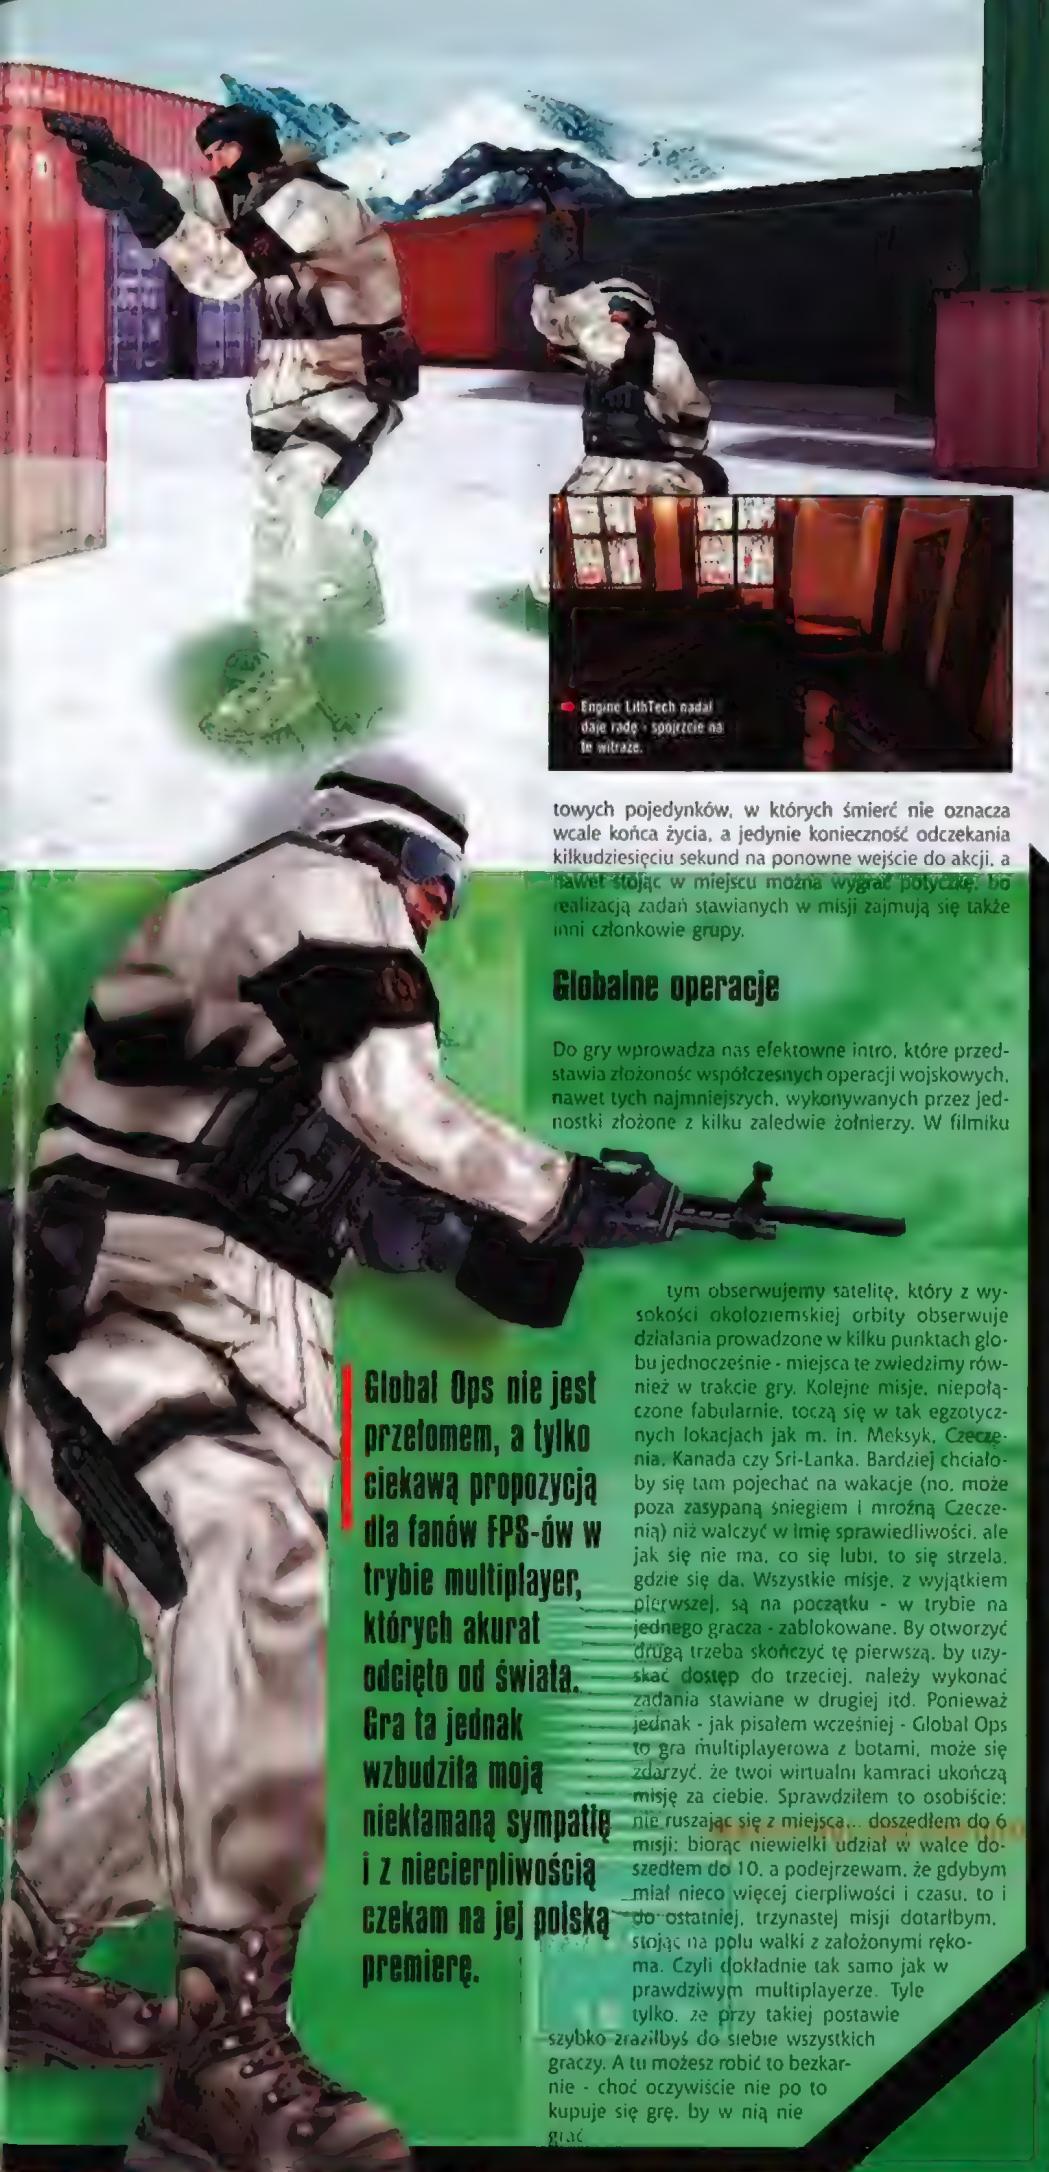 Engine LithTech nadal
daje radę - spójrzcie na
te witraże.
towych pojedynków, w których śmierć nie oznacza
wcale końca życia, a jedynie konieczność odczekania
kilkudziesięciu sekund na ponowne wejście do akcji, a
nawet stojąc w miejscu można wygrać potyczkę, bo
realizacją zadań stawianych w misji zajmują się także
inni członkowie grupy.
Globalne operacje
Do gry wprowadza nas efektowne intro, które przed-
stawia złożoność współczesnych operacji wojskowych,
nawet tych najmniejszych, wykonywanych przez jed-
nostki złożone z kilku zaledwie żołnierzy. W filmiku
tym obserwujemy satelitę, który z wy-
sokości okołoziemskiej orbity obserwuje
działania prowadzone w kilku punktach glo-
bu jednocześnie - miejsca te zwiedzimy rów-
nież w trakcie gry. Kolejne misje, niepołą-
czone fabularnie, toczą się w tak egzotycz-
nych lokacjach jak m. in. Meksyk, Czecze-
nia, Kanada czy Sri-Lanka. Bardziej chciało-
by się tam pojechać na wakacje (no, może
poza zasypaną śniegiem i mroźną Czecze-
nią) niż walczyć w imię sprawiedliwości, ale
jak się nie ma, co się lubi, to się strzela,
gdzie się da. Wszystkie misje, z wyjątkiem
pierwszej, są na początku - w trybie na
jednego gracza - zablokowane. By otworzyć
drugą trzeba skończyć tę pierwszą, by uzy-
skać dostęp do trzeciej, należy wykonać
zadania stawiane w drugiej itd. Ponieważ
jednak - jak pisałem wcześniej - Global Ops
to gra multiplayerowa z botami, może się
zdarzyć, że twoi wirtualni kamraci ukończą
misję za ciebie. Sprawdziłem to osobiście:
nie ruszając się z miejsca... doszedłem do 6
misji; biorąc niewielki udział w walce do-
szedłem do 10, a podejrzewam, że gdybym
miał nieco więcej cierpliwości i czasu, to i
do ostatniej, trzynastej misji dotarłbym,
stojąc na polu walki z założonymi ręko-
ma. Czyli dokładnie tak samo jak w
prawdziwym multiplayerze. Tyle
tylko, że przy takiej postawie
szybko zraziłbyś do siebie wszystkich
graczy. A tu możesz robić to bezkar-
nie - choć oczywiście nie po to
kupuje się grę, by w nią nie
grać
Global Ops nie jest
przełomem, a tylko
ciekawą propozycją
dla fanów FPS-ów w
trybie multiplayer,
których akurat
odcięto od świata.
Gra ta jednak
wzbudziła moją
niekłamaną sympatię
i z niecierpliwością
czekam na jej polską
premierę.